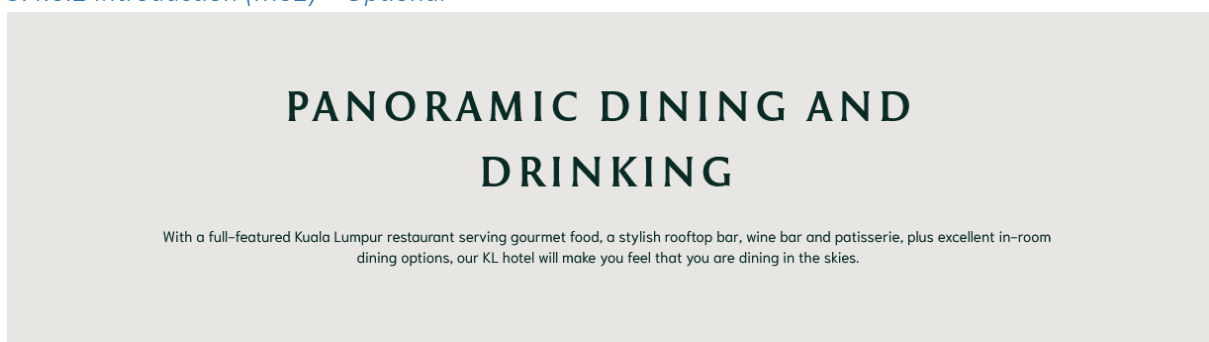 Introduction – Optional
PANORAMIC DINING AND
DRINKING
With a full-featured Kuala Lumpur restaurant serving gourmet food, a stylish rooftop bar, wine bar and patisserie, plus excellent in-room
dining options, our KL hotel will make you feel that you are dining in the skies.